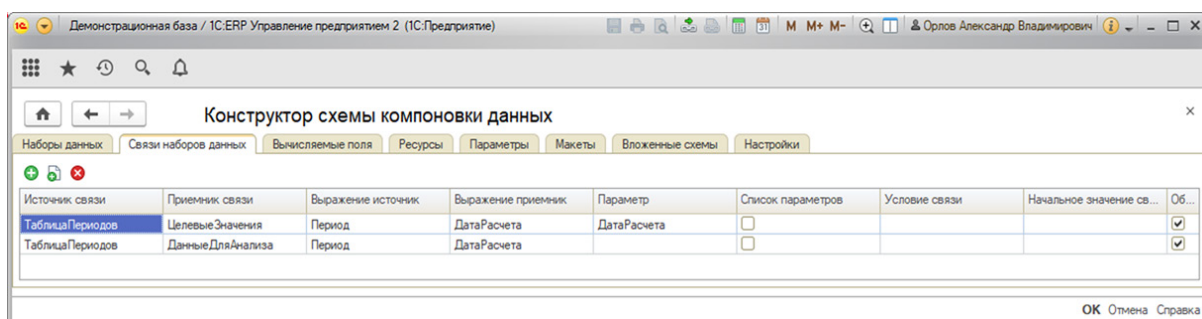 Демонстрационная база / 1С:ERP Управление предприятием 2 (1С:Предприятие)
31 M M+ M- Орлов Александр Владимирович
Конструктор схемы компоновки данных
Наборы данных Связи наборов данных Вычисляемые поля Ресурсы Параметры Макеты Вложенные схемы Настройки
Источник связи Приемник связи Выражение источник Выражение приемник Параметр Список параметров Условие связи Начальное значение св... Об...
ТаблицаПериодов ЦелевыеЗначения Период ДатаРасчета ДатаРасчета
ТаблицаПериодов ДанныеДляАнализа Период ДатаРасчета
ОК Отмена Справка